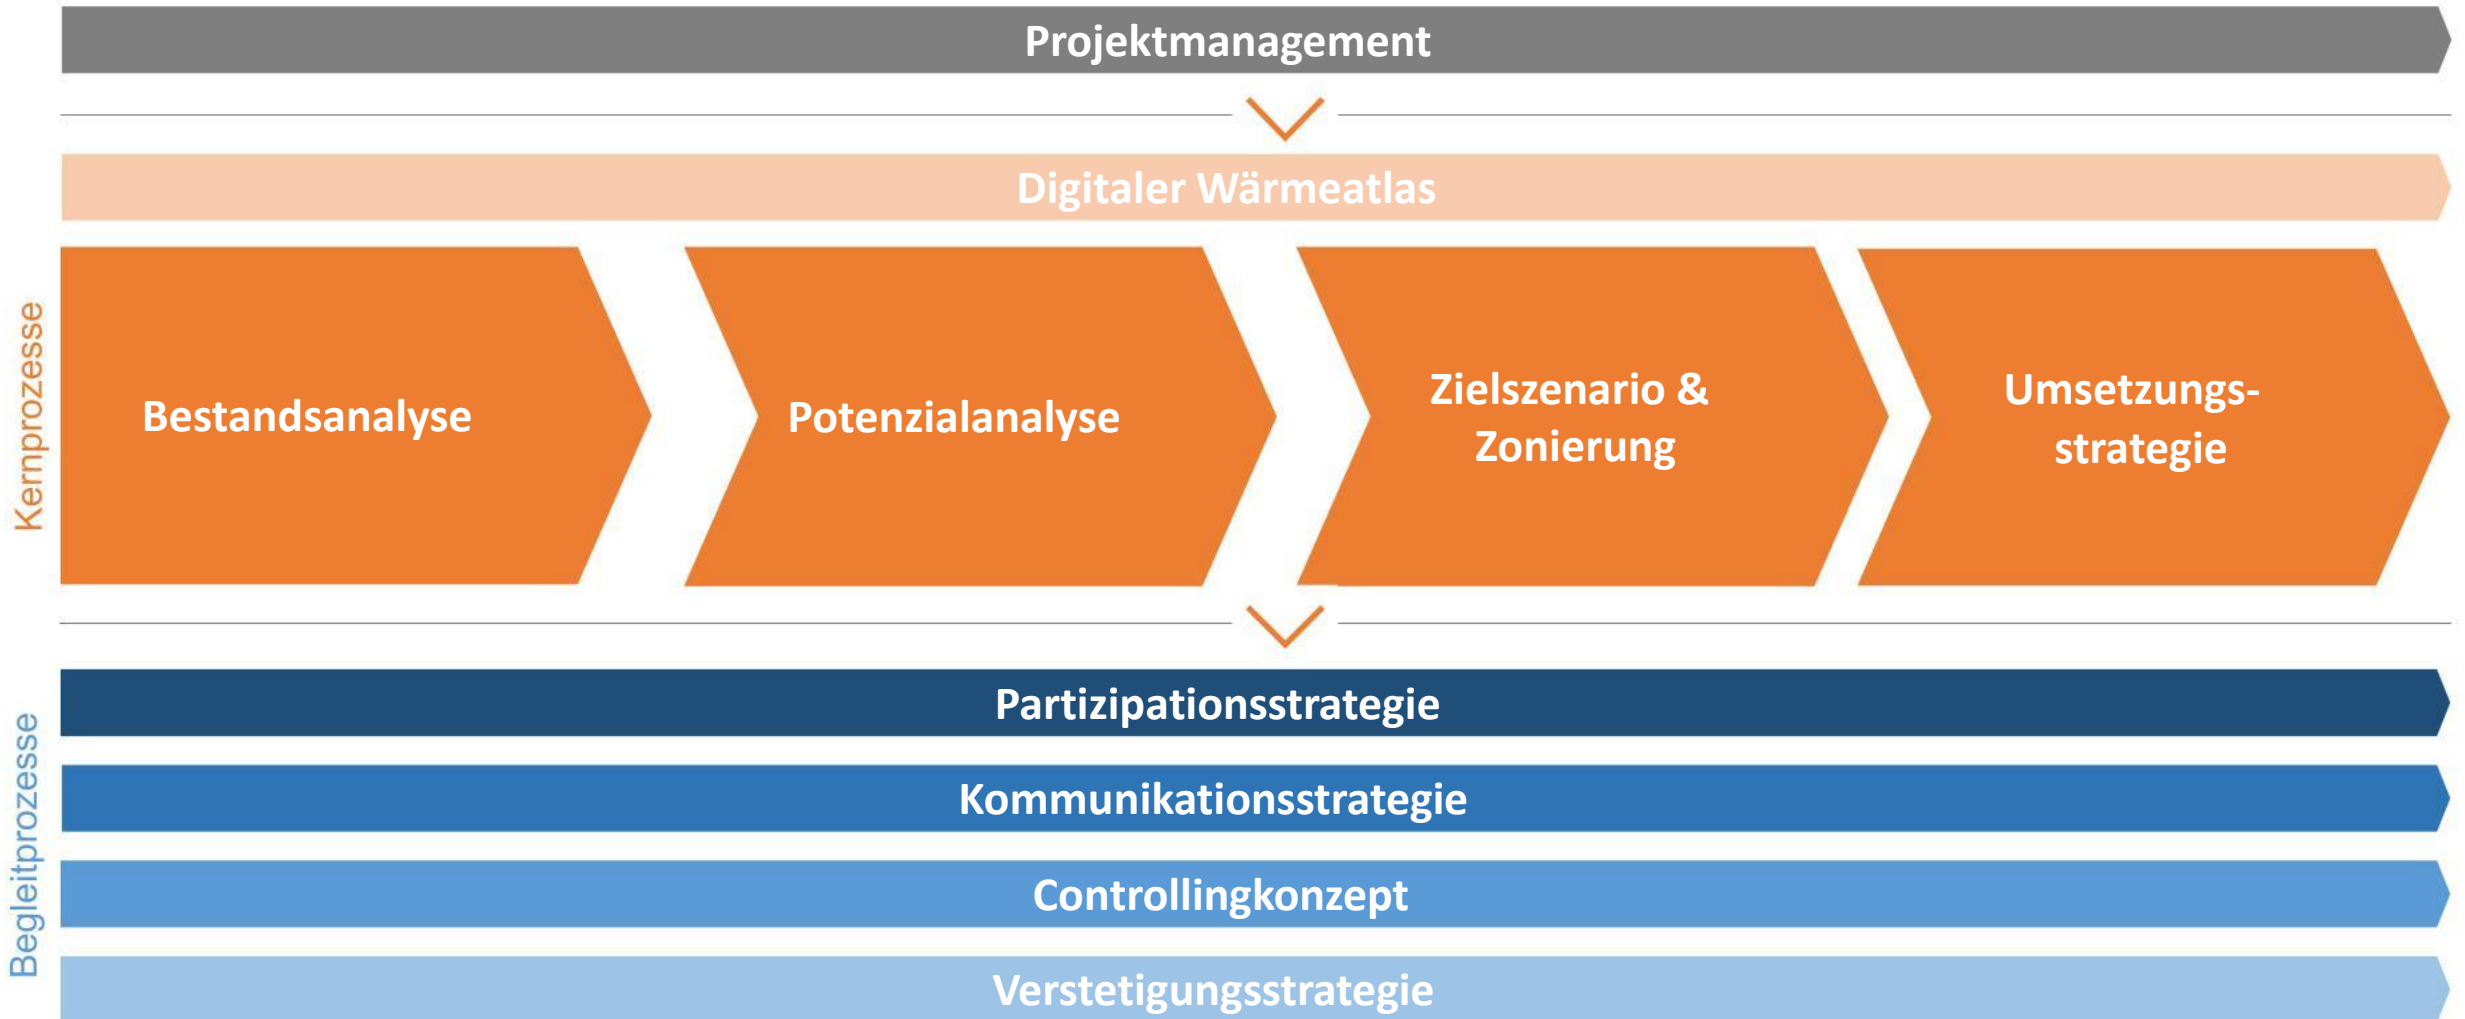 Projektmanagement
Digitaler Wärmeatlas
Kernprozesse
Bestandsanalyse
Potenzialanalyse
Zielszenario &
Zonierung
Umsetzungs-
strategie
Begleitprozesse
Partizipationsstrategie
Kommunikationsstrategie
Controllingkonzept
Verstetigungsstrategie